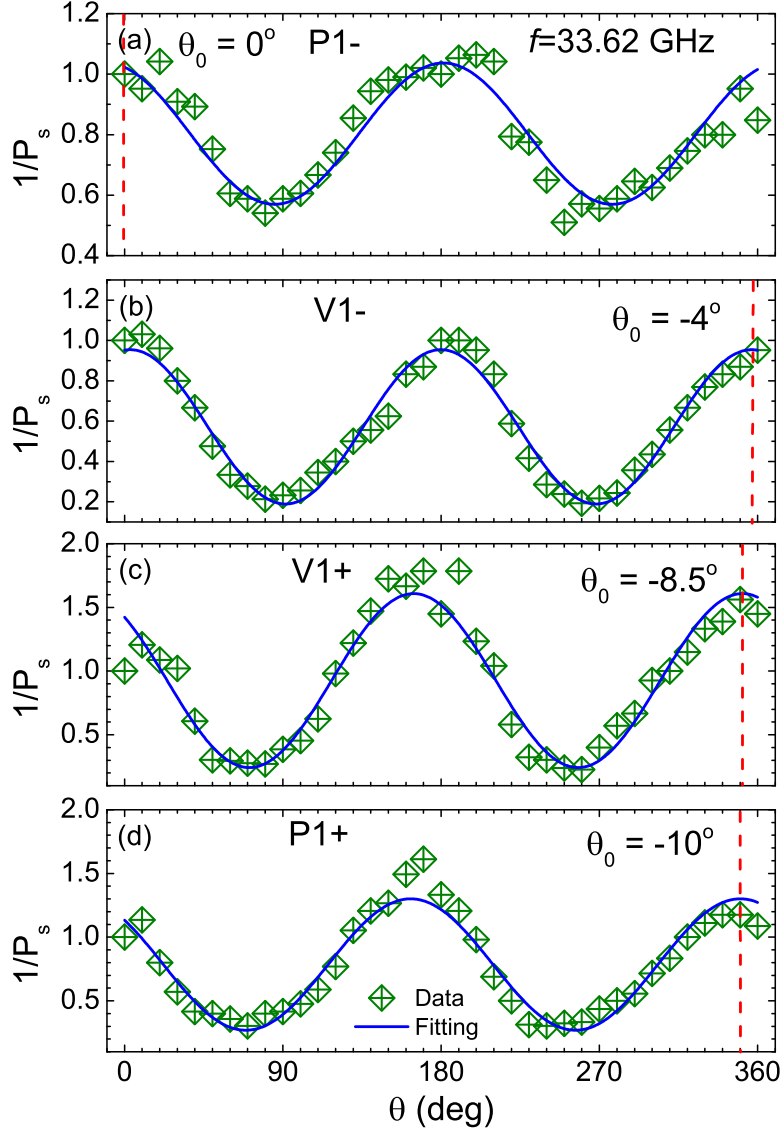 (a) θ₀ = 0° P1- f=33.62 GHz
1.2
1.0
0.8
0.6
0.4
1/Pₛ
(b) V1- θ₀ = -4°
1.2
1.0
0.8
0.6
0.4
0.2
1/Pₛ
(c) V1+ θ₀ = -8.5°
2.0
1.5
1.0
0.5
1/Pₛ
(d) P1+ θ₀ = -10°
2.0
1.5
1.0
0.5
1/Pₛ
Data
Fitting
0 90 180 270 360
θ (deg)